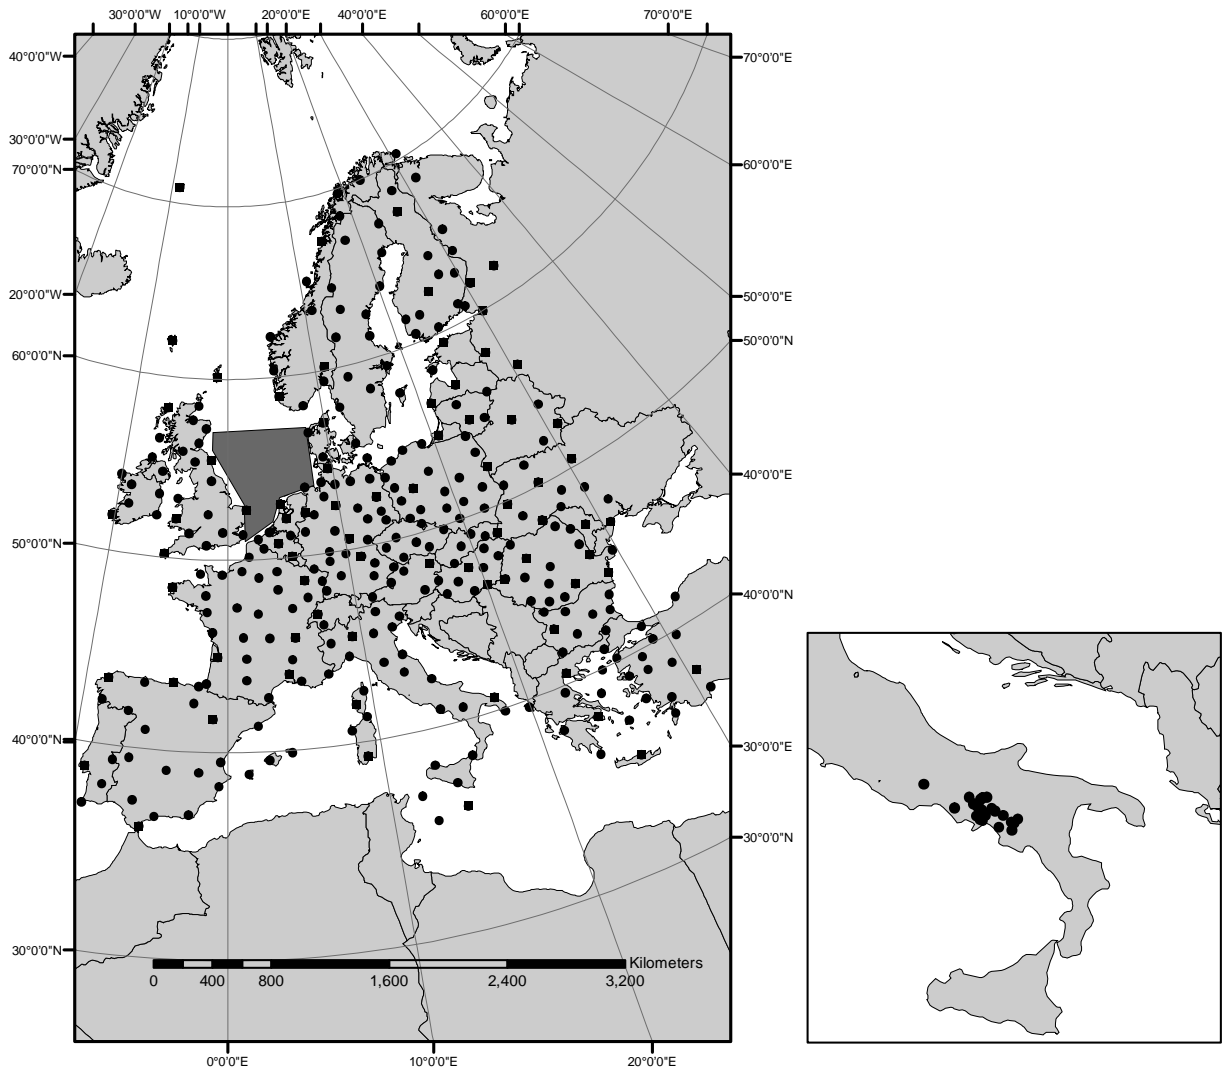 30°0'0"W 10°0'0"W 20°0'0"E 40°0'0"E 60°0'0"E 70°0'0"E
40°0'0"W 70°0'0"E
30°0'0"W 60°0'0"E
70°0'0"N
20°0'0"W 50°0'0"E
60°0'0"N 50°0'0"N
50°0'0"N 40°0'0"E
40°0'0"N
40°0'0"N 30°0'0"E
30°0'0"N
30°0'0"N
Kilometers
0 400 800 1,600 2,400 3,200
0°0'0"E 10°0'0"E 20°0'0"E